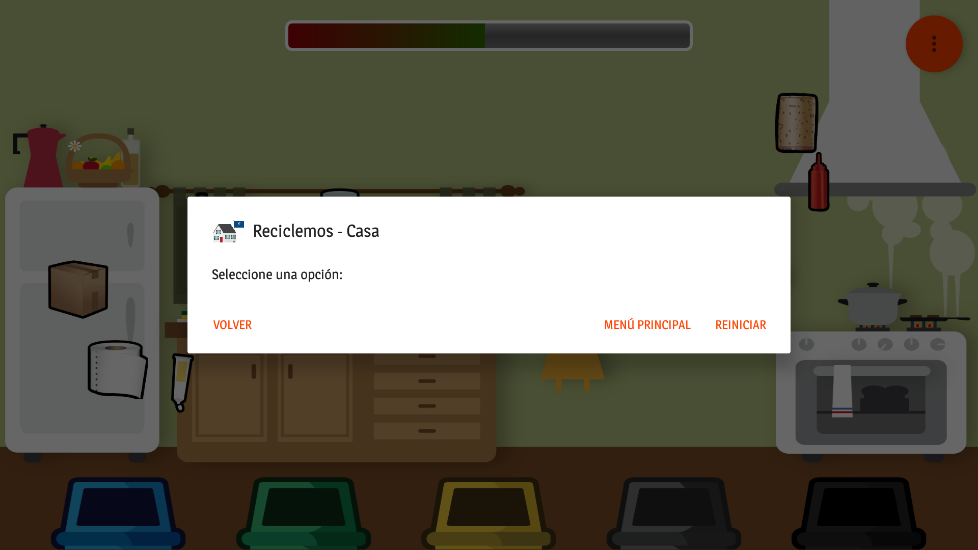 Reciclemos - Casa
Seleccione una opción:
VOLVER
MENÚ PRINCIPAL
REINICIAR